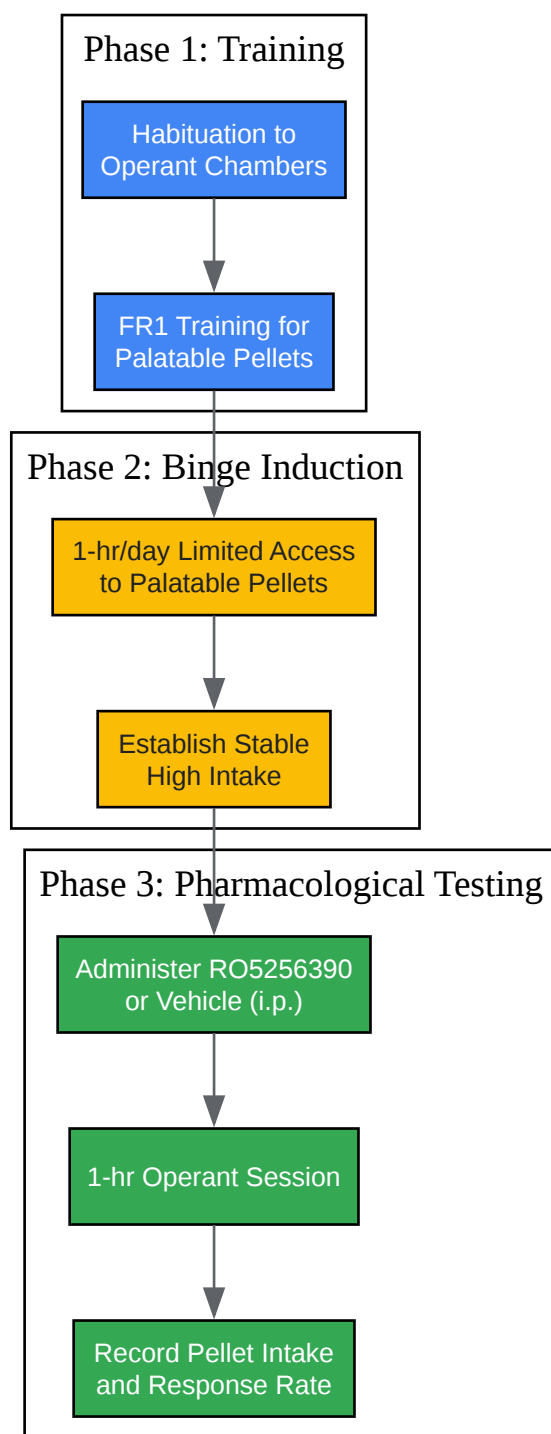 Phase 1: Training
Habituation to
Operant Chambers
FR1 Training for
Palatable Pellets
Phase 2: Binge Induction
1-hr/day Limited Access
to Palatable Pellets
Establish Stable
High Intake
Phase 3: Pharmacological Testing
Administer RO5256390
or Vehicle (i.p.)
1-hr Operant Session
Record Pellet Intake
and Response Rate